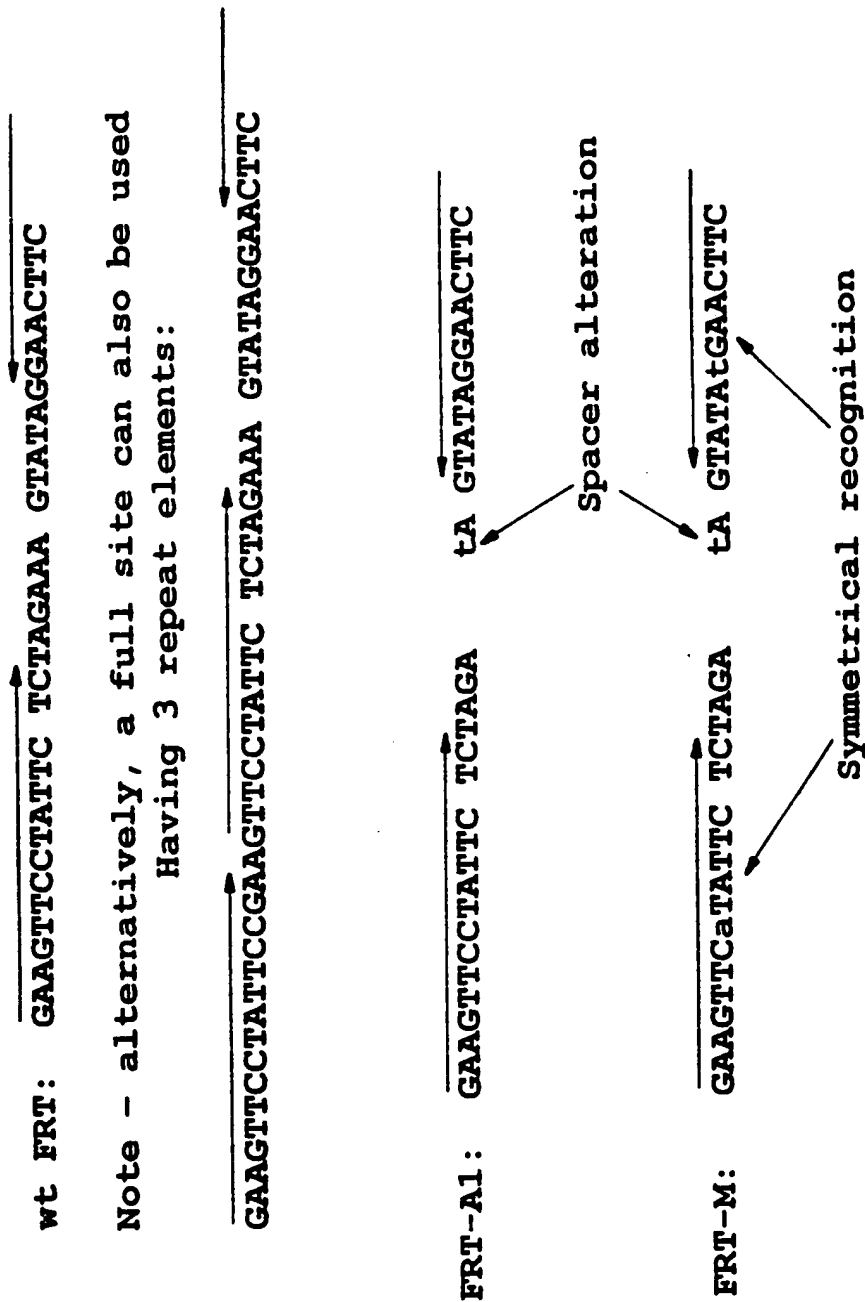 wt FRT: GAAGTTCCTATTC TCTAGAAA GTATAGGAACTTC
Note – alternatively, a full site can also be used
Having 3 repeat elements:
GAAGTTCCTATTCCGAAGTTCCTATTC TCTAGAAA GTATAGGAACTTC
FRT-A1: GAAGTTCCTATTC TCTAGA tA GTATAGGAACTTC
Spacer alteration
FRT-M: GAAGTTCaTATTC TCTAGA tA GTATAtGAACTTC
Symmetrical recognition